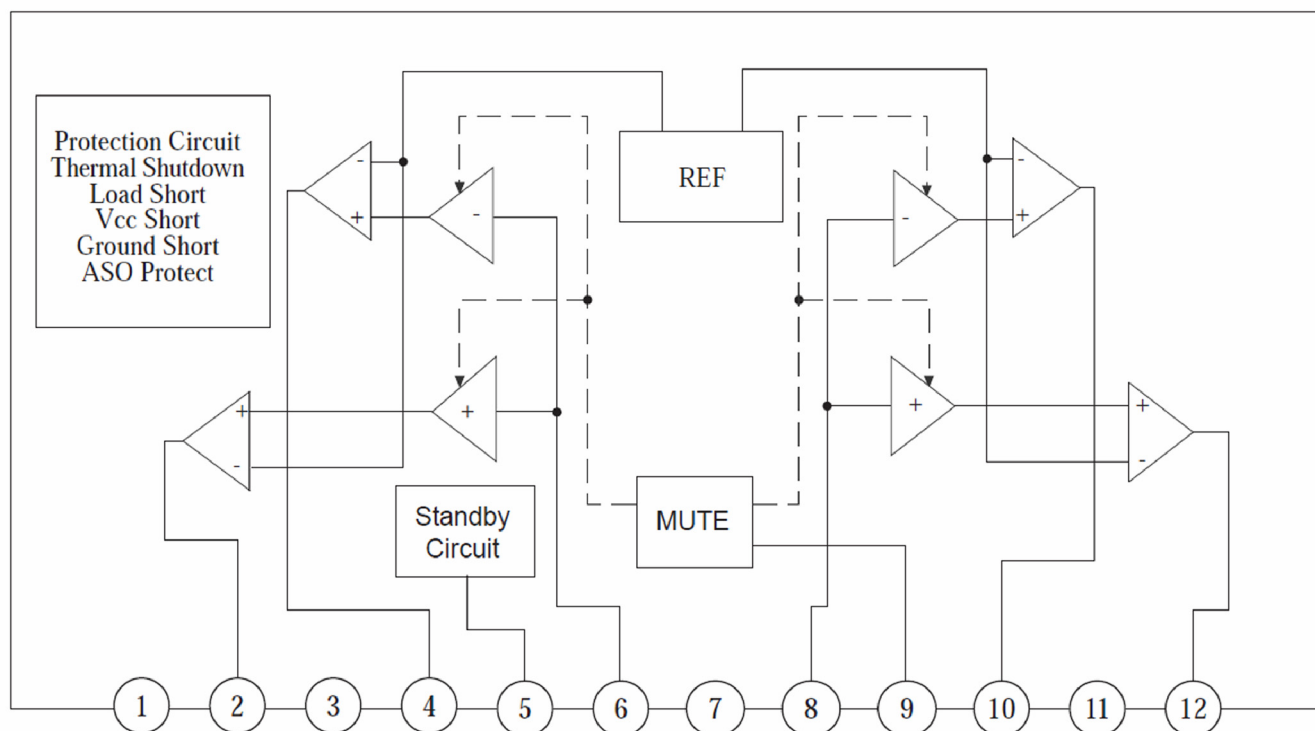 Protection Circuit
Thermal Shutdown
Load Short
Vcc Short
Ground Short
ASO Protect
REF
-
+
-
-
-
+
+
+
-
+
+
-
Standby
Circuit
MUTE
1 2 3 4 5 6 7 8 9 10 11 12